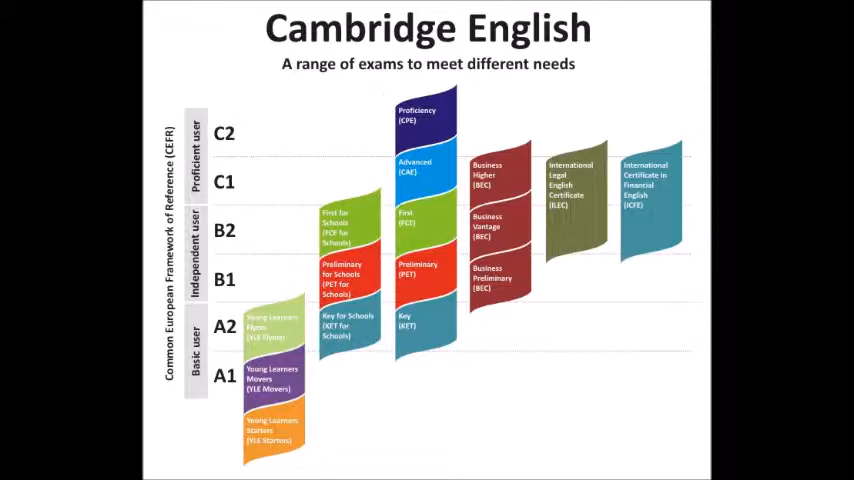 Cambridge English
A range of exams to meet different needs
Common European Framework of Reference (CEFR)
Proficient user
Independent user
Basic user
C2
C1
B2
B1
A2
A1
Young Learners
Flyers
(YLE Flyers)
Young Learners
Movers
(YLE Movers)
Young Learners
Starters
(YLE Starters)
First for
Schools
(FCE for
Schools)
Preliminary
for Schools
(PET for
Schools)
Key for Schools
(KET for
Schools)
Proficiency
(CPE)
Advanced
(CAE)
First
(FCE)
Preliminary
(PET)
Key
(KET)
Business
Higher
(BEC)
Business
Vantage
(BEC)
Business
Preliminary
(BEC)
International
Legal
English
Certificate
(ILEC)
International
Certificate in
Financial
English
(ICFE)